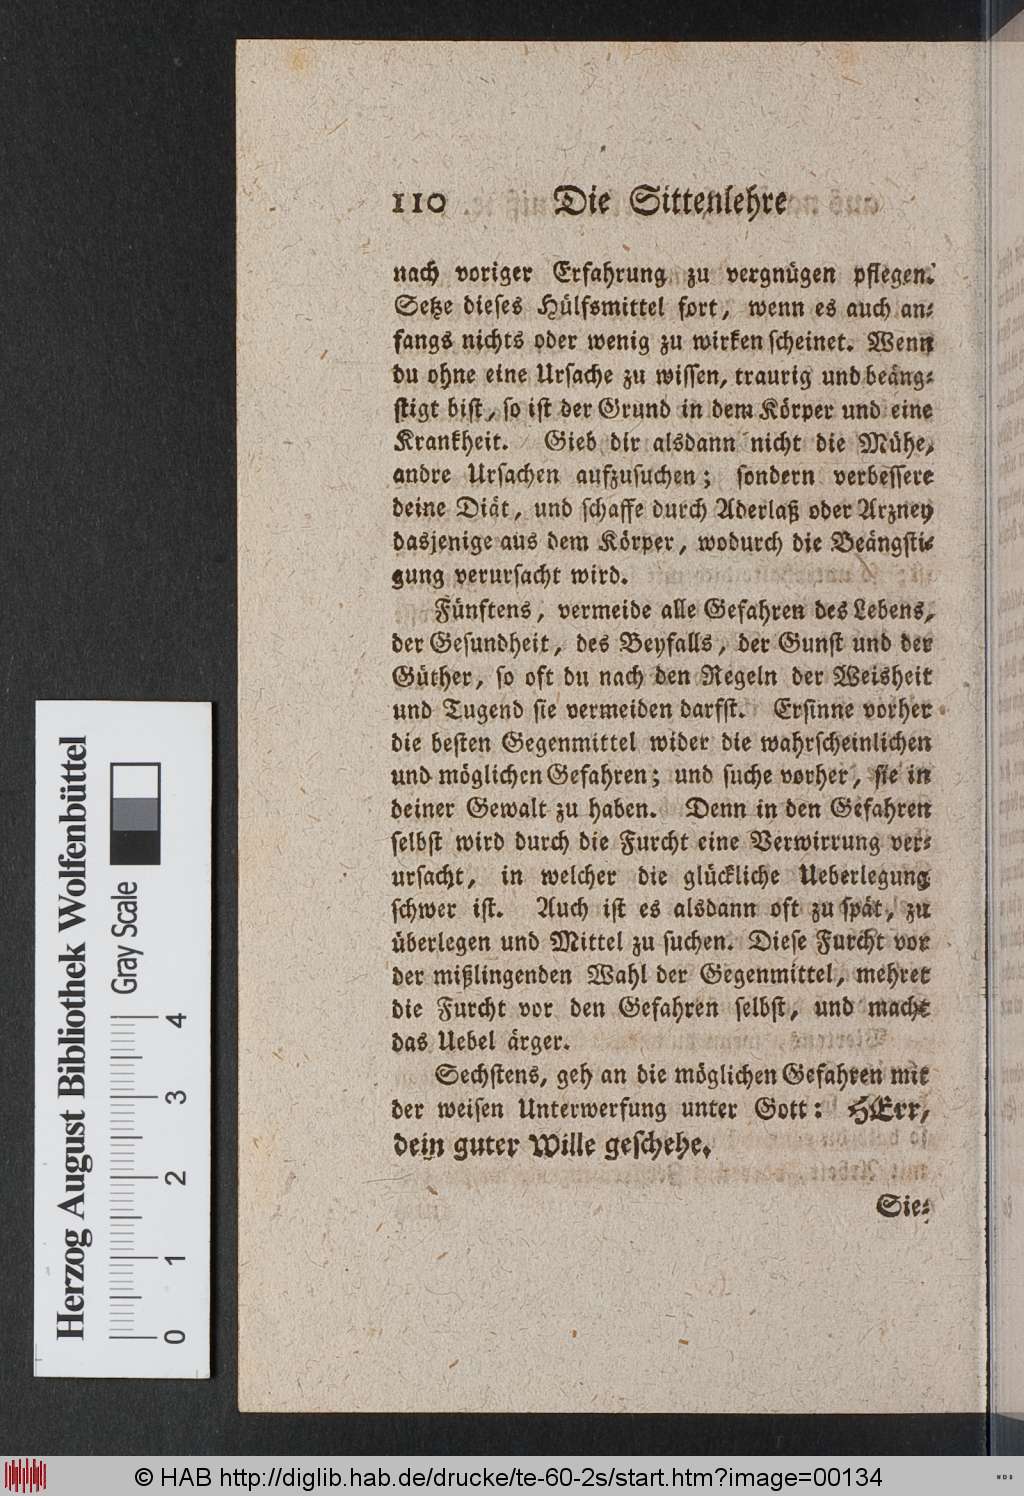 110 Die Sittenlehre
nach voriger Erfahrung zu vergnügen pflegen.
Setze dieses Hülfsmittel fort, wenn es auch an-
fangs nichts oder wenig zu wirken scheinet. Wenn
du ohne eine Ursache zu wissen, traurig und beäng-
stigt bist, so ist der Grund in dem Körper und eine
Krankheit. Gieb dir alsdann nicht die Mühe,
andre Ursachen aufzusuchen; sondern verbessere
deine Diät, und schaffe durch Aderlaß oder Arzney
dasjenige aus dem Körper, wodurch die Beängsti-
gung verursacht wird.
Fünftens, vermeide alle Gefahren des Lebens,
der Gesundheit, des Beyfalls, der Gunst und der
Güther, so oft du nach den Regeln der Weisheit
und Tugend sie vermeiden darfst. Ersinne vorher
die besten Gegenmittel wider die wahrscheinlichen
und möglichen Gefahren; und suche vorher, sie in
deiner Gewalt zu haben. Denn in den Gefahren
selbst wird durch die Furcht eine Verwirrung ver-
ursacht, in welcher die glückliche Ueberlegung
schwer ist. Auch ist es alsdann oft zu spät, zu
überlegen und Mittel zu suchen. Diese Furcht vor
der mißlingenden Wahl der Gegenmittel, mehret
die Furcht vor den Gefahren selbst, und macht
das Uebel ärger.
Sechstens, geh an die möglichen Gefahren mit
der weisen Unterwerfung unter Gott: HErr,
dein guter Wille geschehe.
Sie-
Herzog August Bibliothek Wolfenbüttel
Gray Scale
0 1 2 3 4
© HAB http://diglib.hab.de/drucke/te-60-2s/start.htm?image=00134